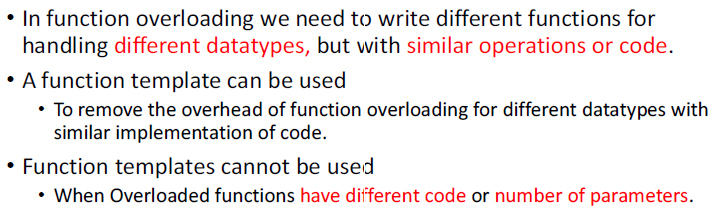 • In function overloading we need to write different functions for
handling different datatypes, but with similar operations or code.
• A function template can be used
• To remove the overhead of function overloading for different datatypes with
similar implementation of code.
• Function templates cannot be used
• When Overloaded functions have different code or number of parameters.